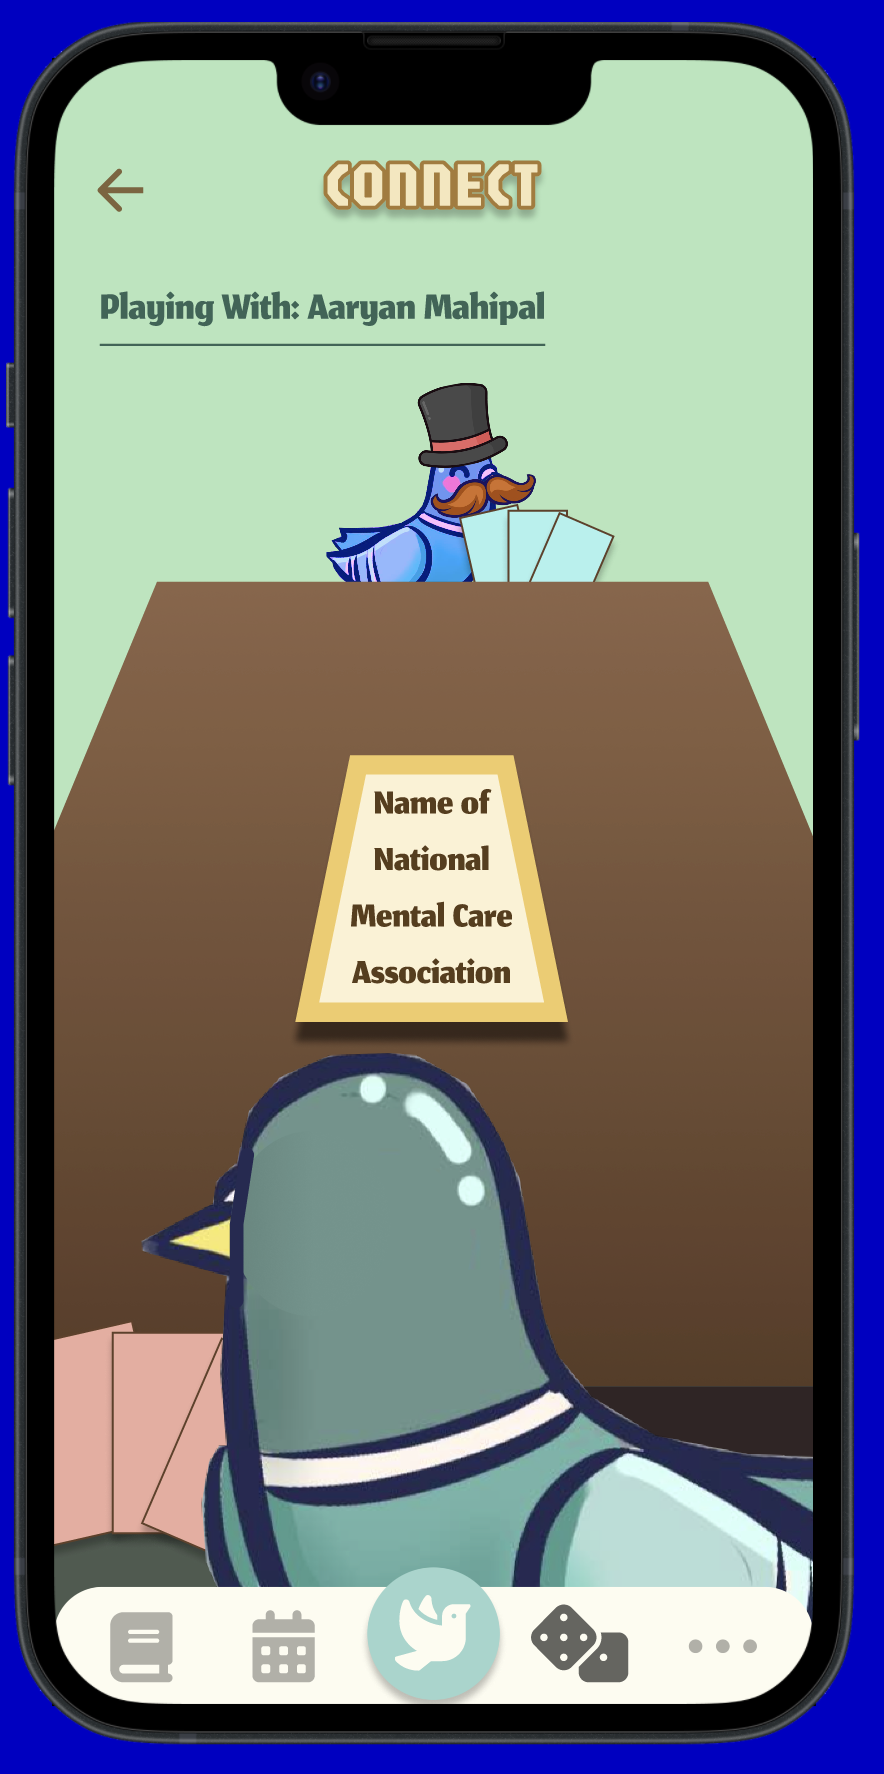 CONNECT
Playing With: Aaryan Mahipal
Name of
National
Mental Care
Association